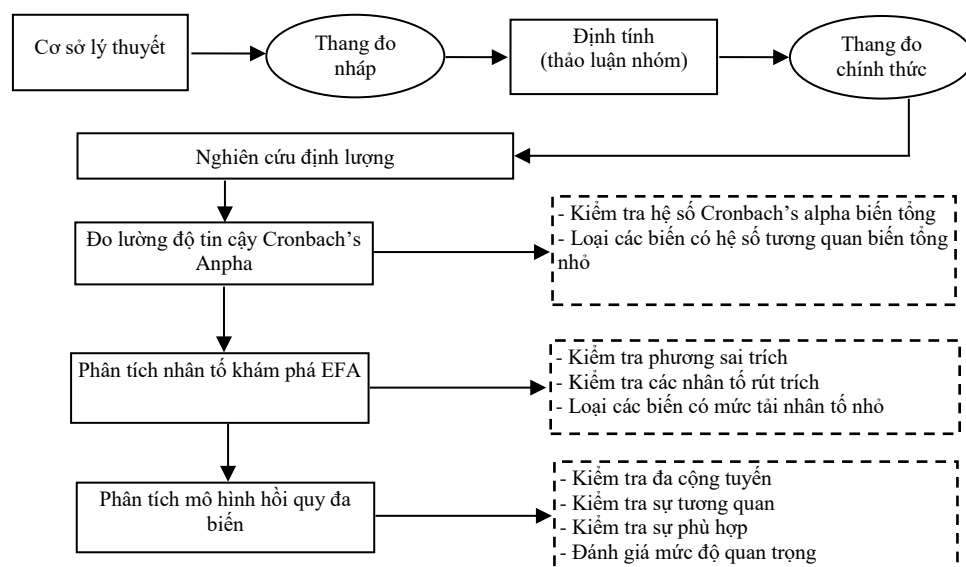 Cơ sở lý thuyết
Thang đo
nháp
Định tính
(thảo luận nhóm)
Thang đo
chính thức
Nghiên cứu định lượng
Đo lường độ tin cậy Cronbach’s
Anpha
- Kiểm tra hệ số Cronbach’s alpha biến tổng
- Loại các biến có hệ số tương quan biến tổng
nhỏ
Phân tích nhân tố khám phá EFA
- Kiểm tra phương sai trích
- Kiểm tra các nhân tố rút trích
- Loại các biến có mức tải nhân tố nhỏ
Phân tích mô hình hồi quy đa
biến
- Kiểm tra đa cộng tuyến
- Kiểm tra sự tương quan
- Kiểm tra sự phù hợp
- Đánh giá mức độ quan trọng